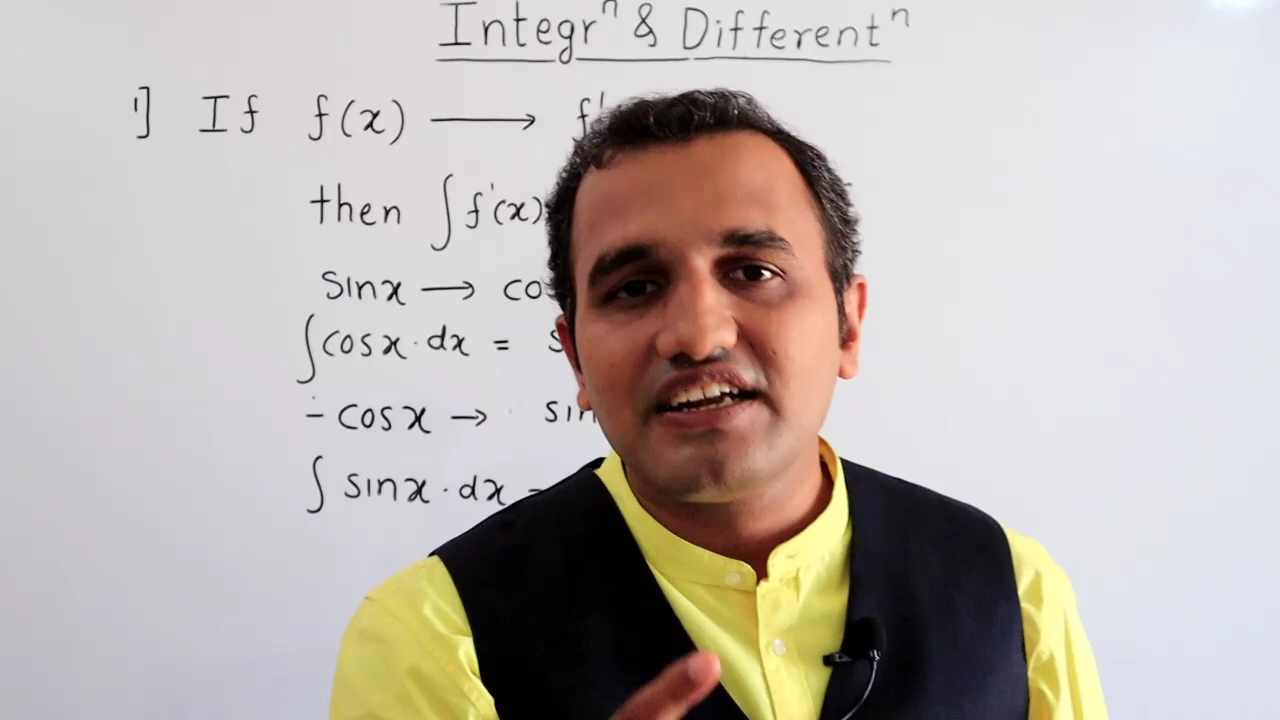 Integrⁿ & Differentⁿ
1] If f(x) ⟶ f'
then ∫f'(x)
sinx ⟶ co
∫cosx·dx = s
- cosx → sin
∫ sinx·dx -